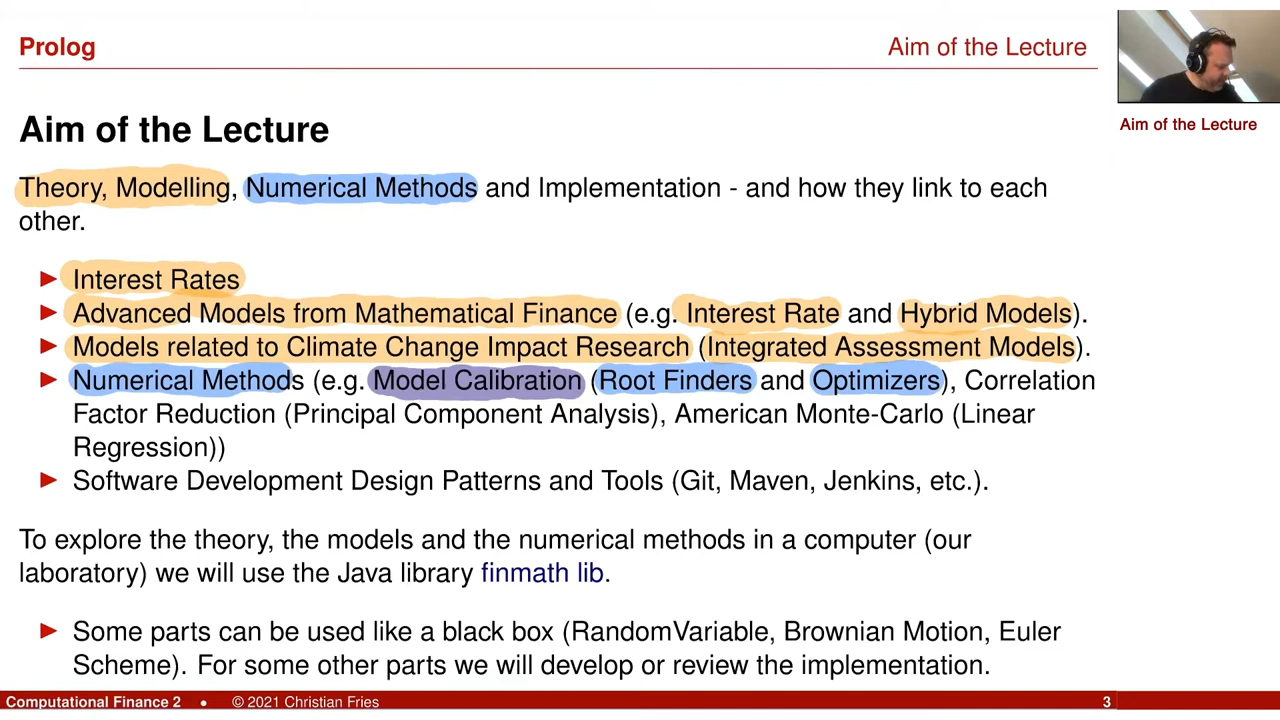 Prolog
Aim of the Lecture
Aim of the Lecture
Aim of the Lecture
Theory, Modelling, Numerical Methods and Implementation - and how they link to each
other.
▶ Interest Rates
▶ Advanced Models from Mathematical Finance (e.g. Interest Rate and Hybrid Models).
▶ Models related to Climate Change Impact Research (Integrated Assessment Models).
▶ Numerical Methods (e.g. Model Calibration (Root Finders and Optimizers), Correlation
Factor Reduction (Principal Component Analysis), American Monte-Carlo (Linear
Regression))
▶ Software Development Design Patterns and Tools (Git, Maven, Jenkins, etc.).
To explore the theory, the models and the numerical methods in a computer (our
laboratory) we will use the Java library finmath lib.
▶ Some parts can be used like a black box (RandomVariable, Brownian Motion, Euler
Scheme). For some other parts we will develop or review the implementation.
Computational Finance 2 • © 2021 Christian Fries
3